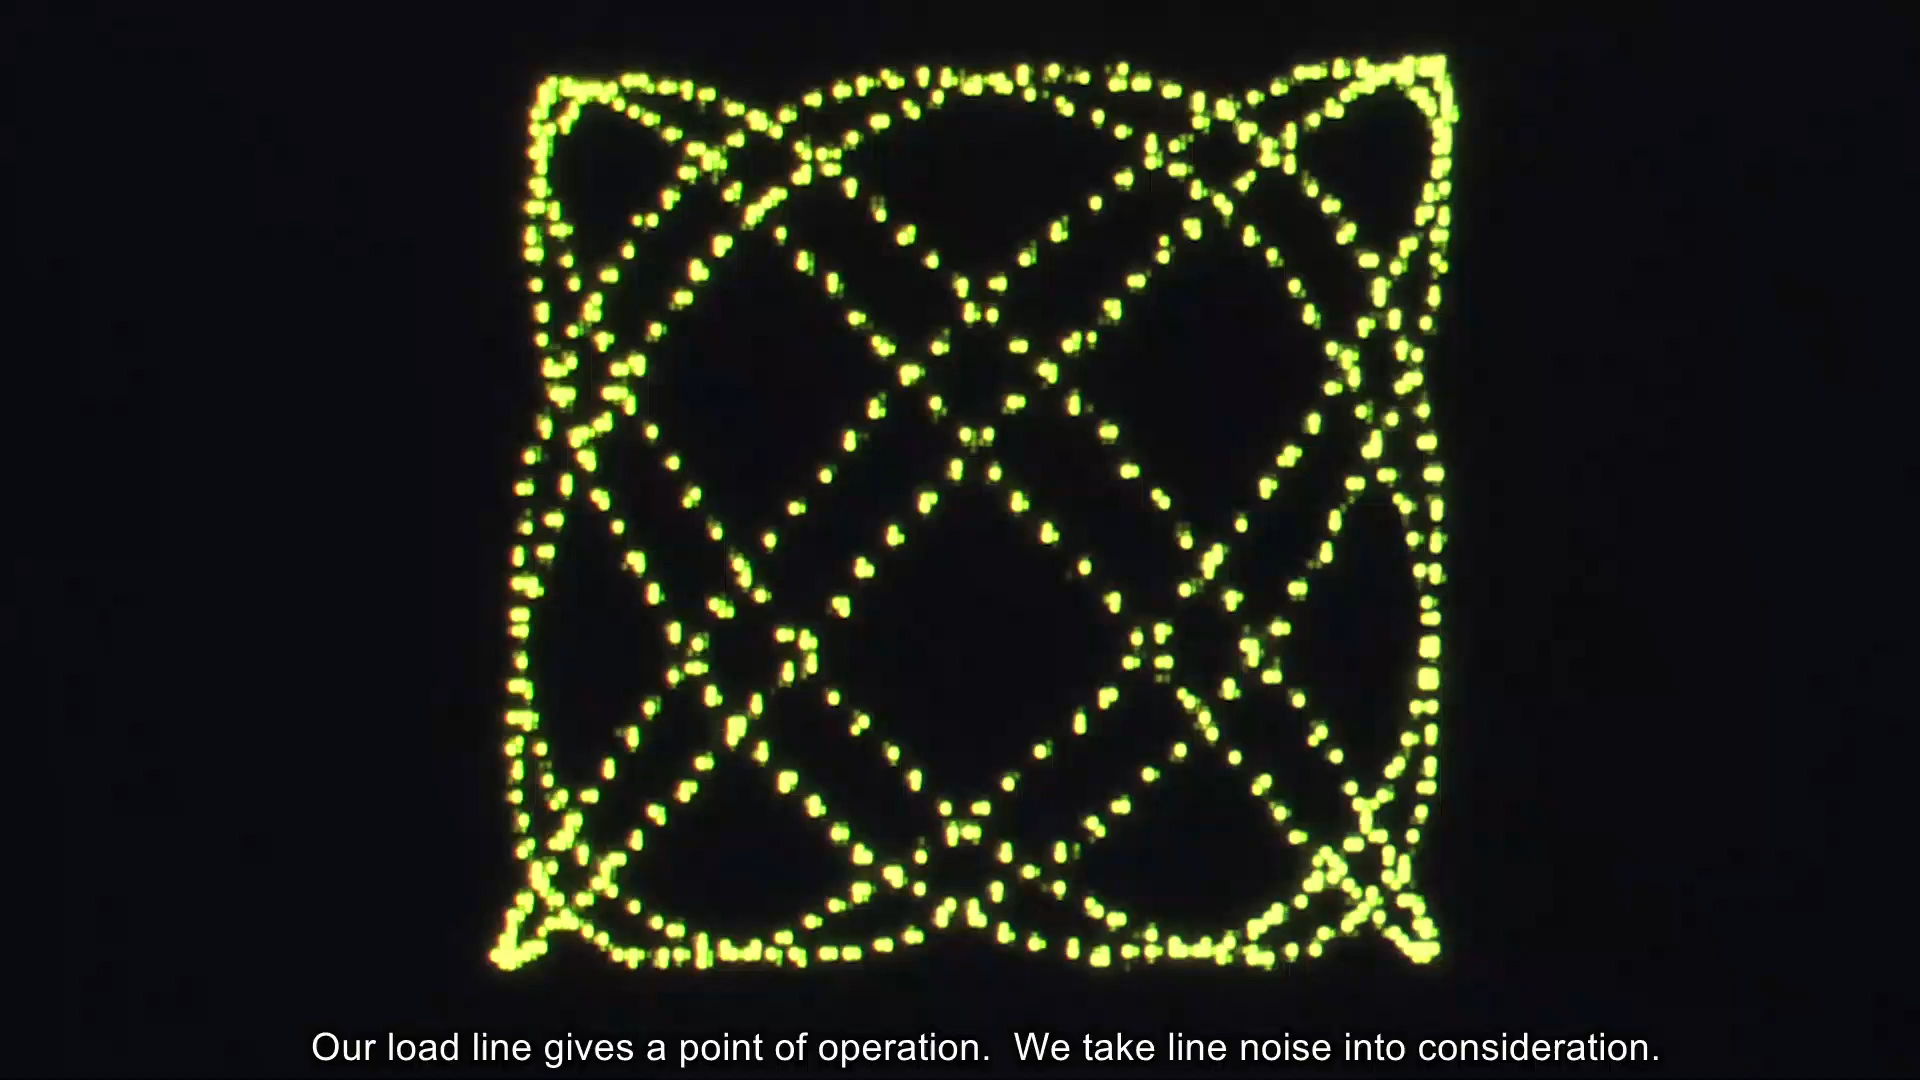 Our load line gives a point of operation.  We take line noise into consideration.